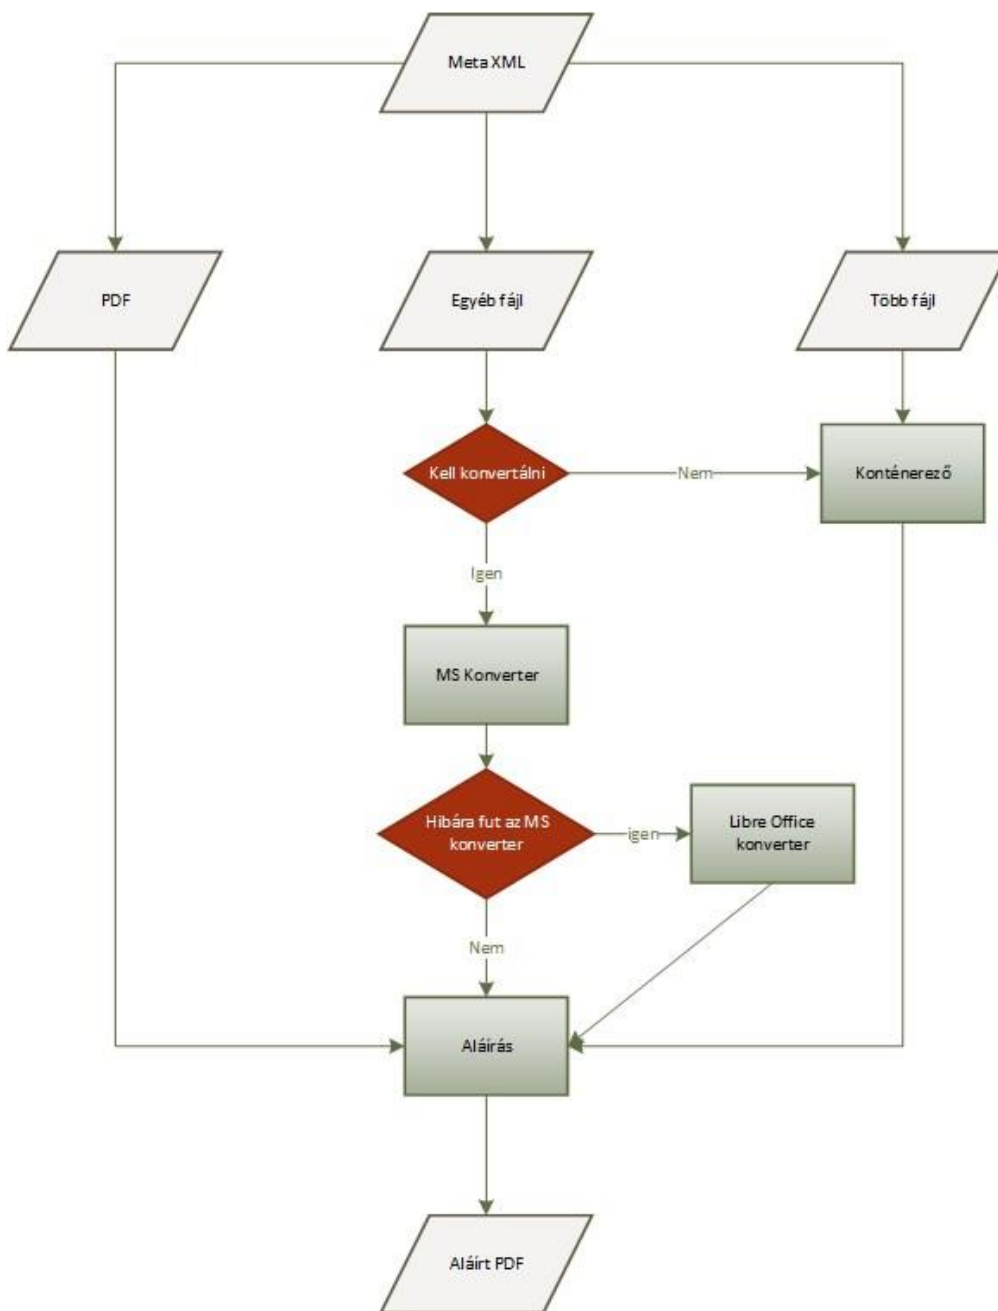 Meta XML
PDF
Egyéb fájl
Több fájl
Kell konvertálni
Nem
Konténerező
Igen
MS Konverter
Hibára fut az MS
konverter
igen
Libre Office
konverter
Nem
Aláírás
Aláírt PDF